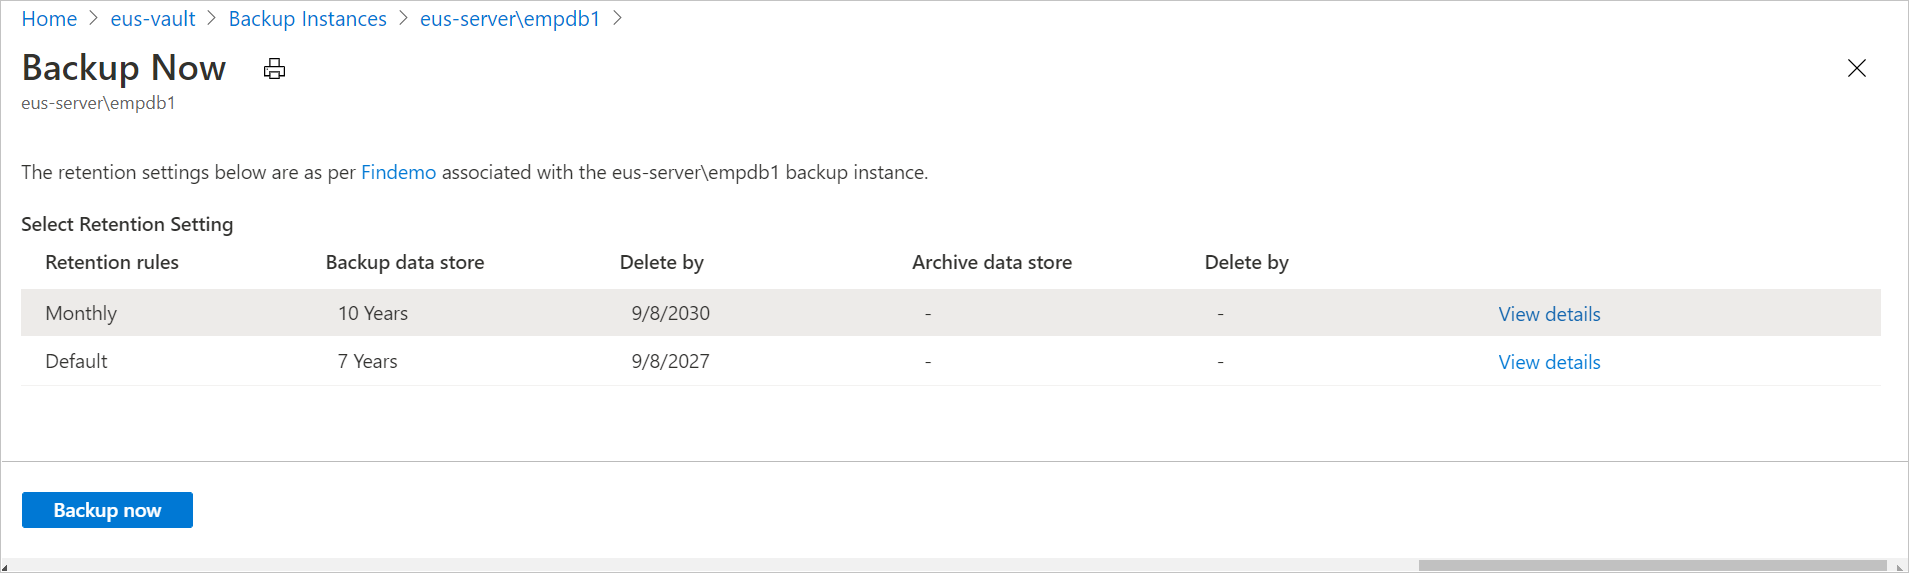 Home > eus-vault > Backup Instances > eus-server\empdb1 >
Backup Now
eus-server\empdb1
The retention settings below are as per Findemo associated with the eus-server\empdb1 backup instance.
Select Retention Setting
Retention rules Backup data store Delete by Archive data store Delete by
Monthly 10 Years 9/8/2030 - - View details
Default 7 Years 9/8/2027 - - View details
Backup now